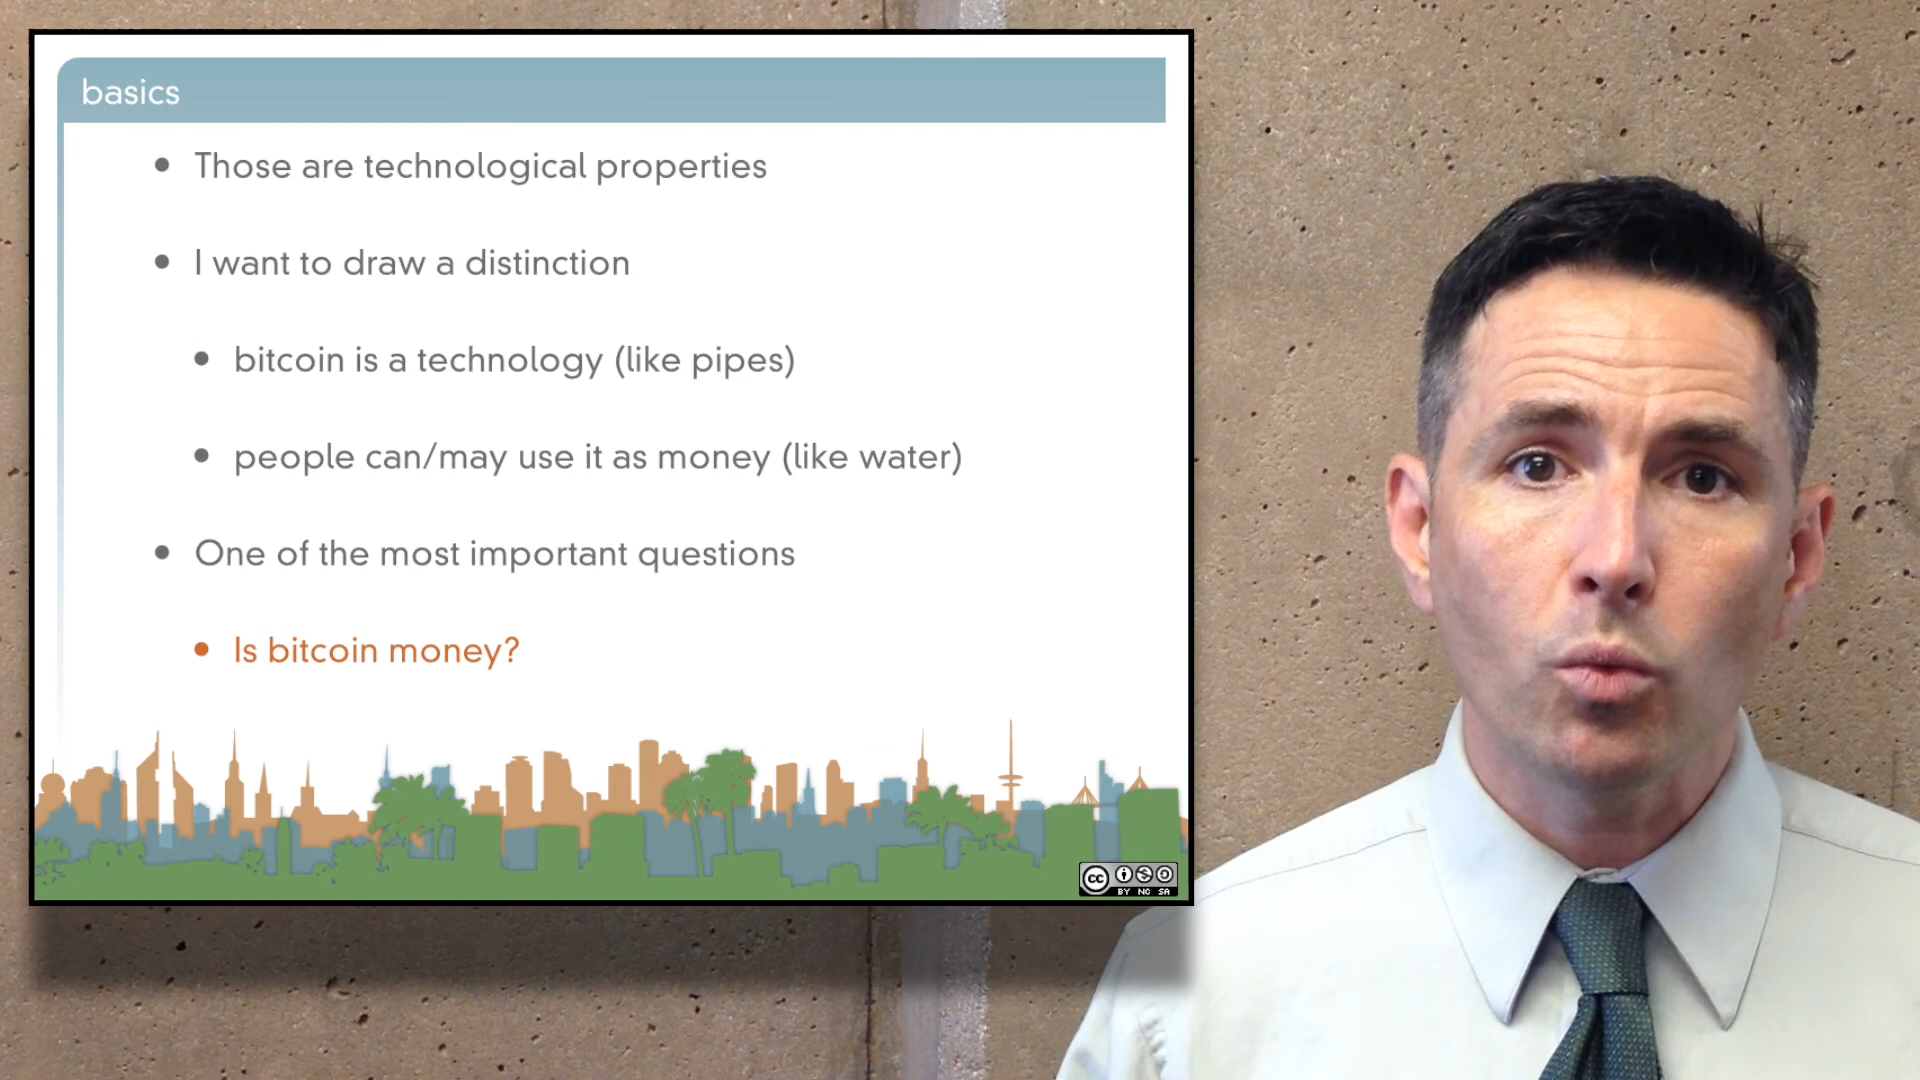 basics
• Those are technological properties
• I want to draw a distinction
• bitcoin is a technology (like pipes)
• people can/may use it as money (like water)
• One of the most important questions
• Is bitcoin money?
cc
BY NC SA